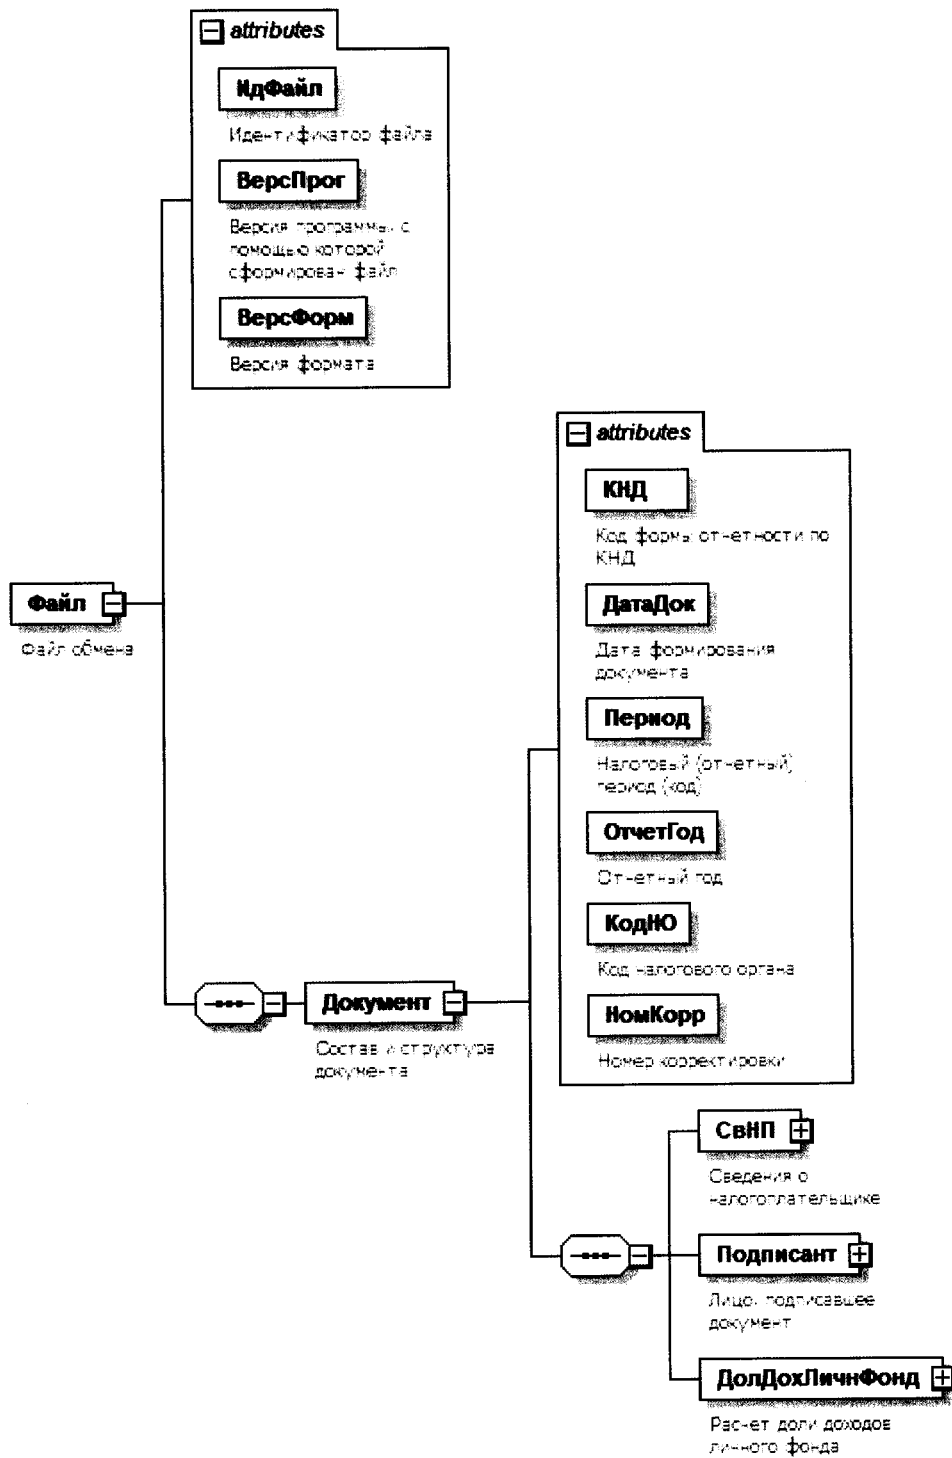 attributes
ИдФайл
Идентификатор файла
ВерсПрог
Версия программы, с
помощью которой
сформирован файл
ВерсФорм
Версия формата
attributes
КНД
Код формы отчетности по
КНД
Файл
Файл обмена
ДатаДок
Дата формирования
документа
Период
Налоговый (отчетный)
период (код)
ОтчетГод
Отчетный год
КодНО
Код налогового органа
Документ
Состав и структура
документа
НомКорр
Номер корректировки
СвНП
Сведения о
налогоплательщике
Подписант
Лицо, подписавшее
документ
ДолДохЛичнФонд
Расчет доли доходов
личного фонда